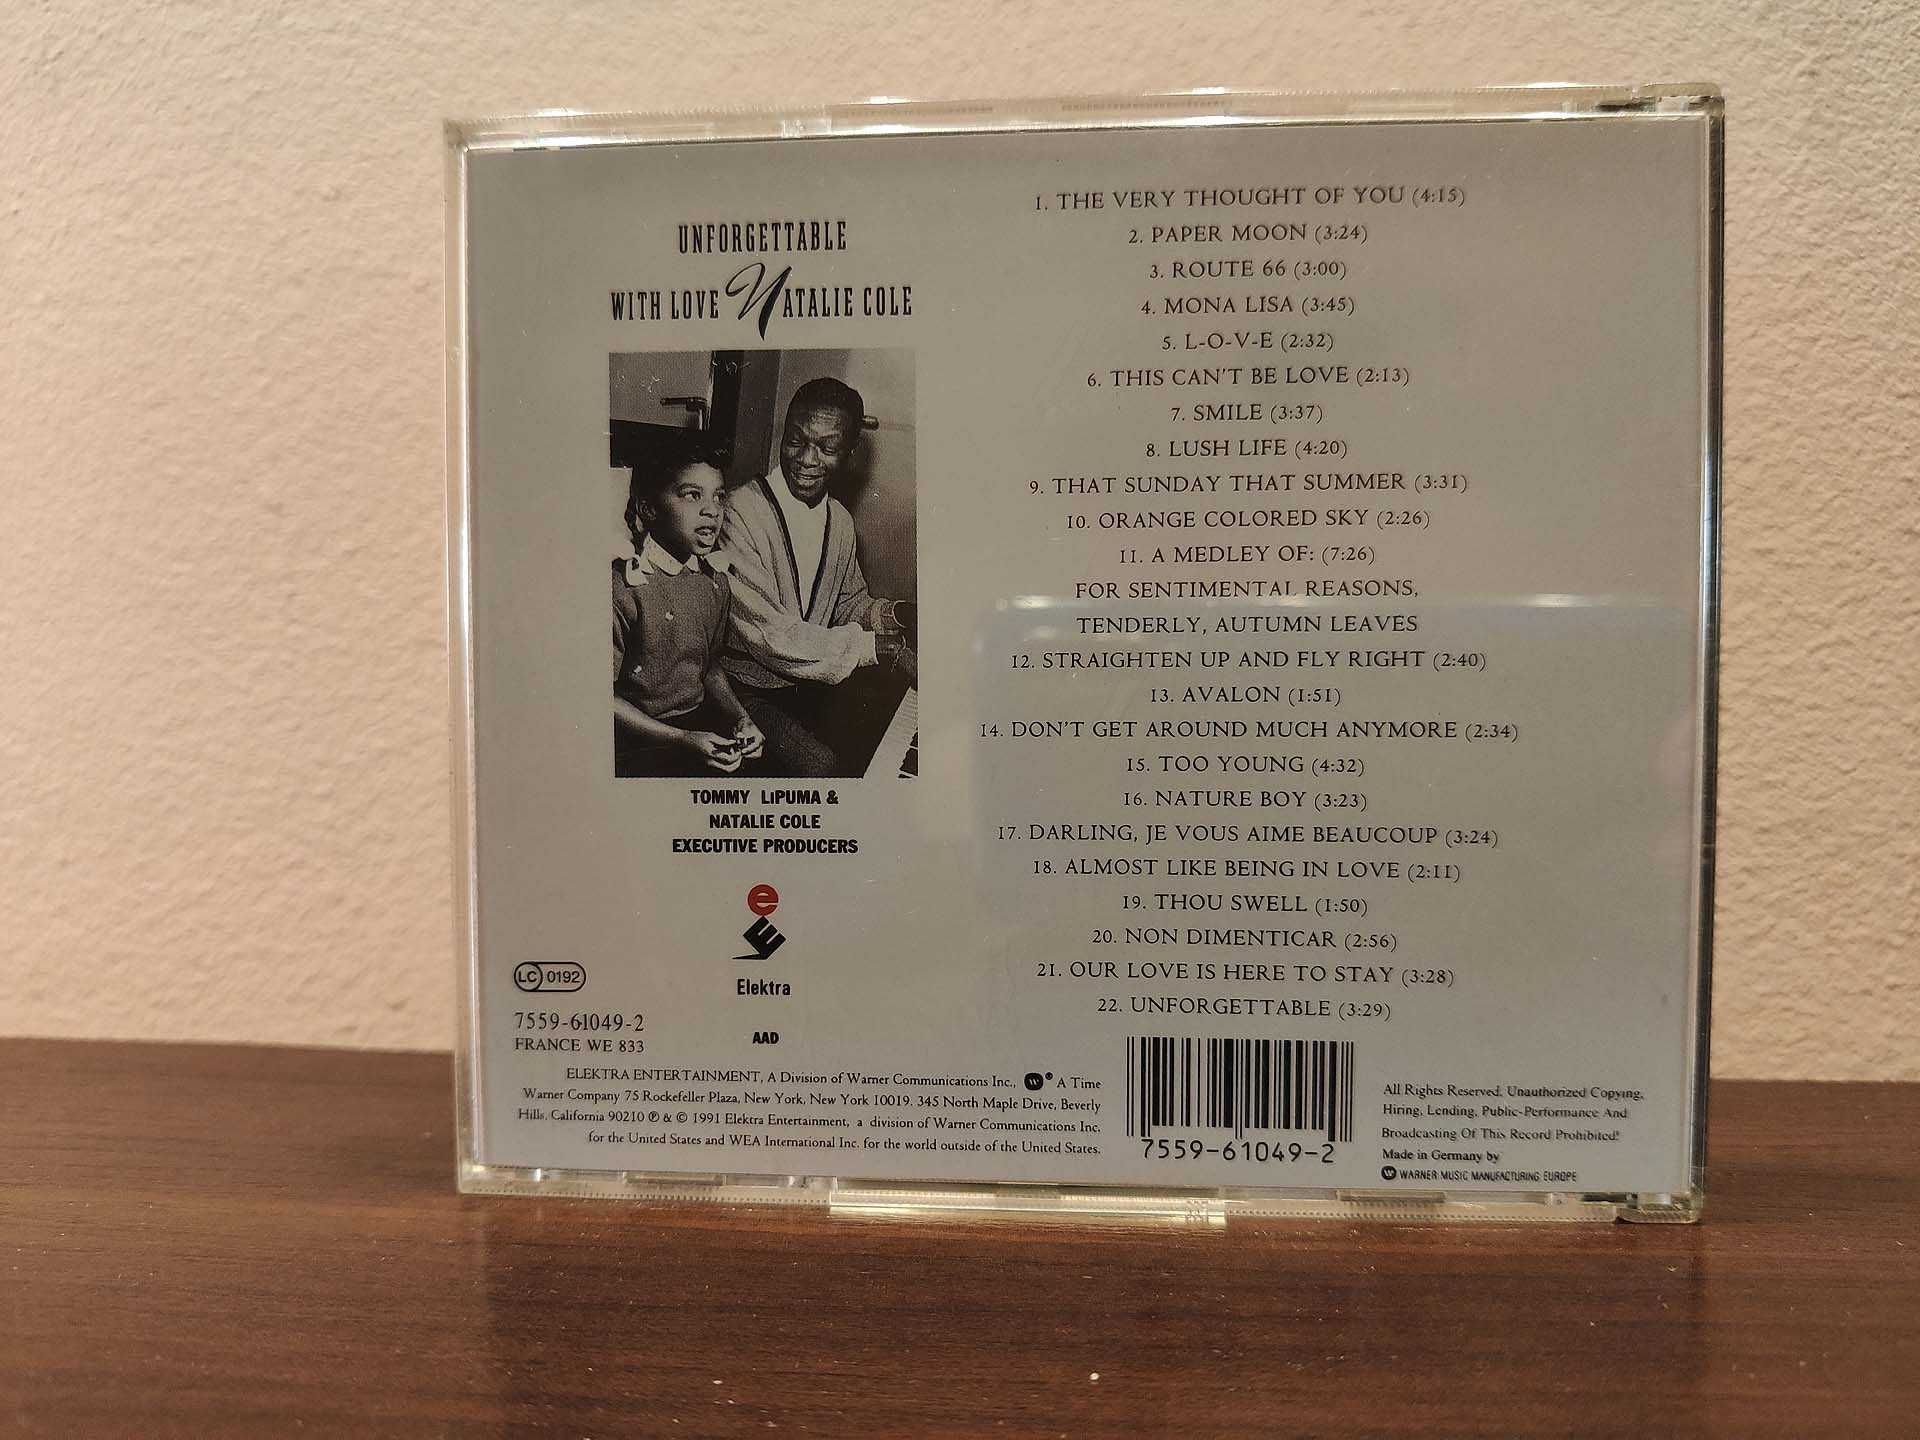 UNFORGETTABLE
WITH LOVE NATALIE COLE
TOMMY LiPUMA &
NATALIE COLE
EXECUTIVE PRODUCERS
e
E
Elektra
AAD
LC 0192
7559-61049-2
FRANCE WE 833
1. THE VERY THOUGHT OF YOU (4:15)
2. PAPER MOON (3:24)
3. ROUTE 66 (3:00)
4. MONA LISA (3:45)
5. L-O-V-E (2:32)
6. THIS CAN'T BE LOVE (2:13)
7. SMILE (3:37)
8. LUSH LIFE (4:20)
9. THAT SUNDAY THAT SUMMER (3:31)
10. ORANGE COLORED SKY (2:26)
11. A MEDLEY OF: (7:26)
FOR SENTIMENTAL REASONS,
TENDERLY, AUTUMN LEAVES
12. STRAIGHTEN UP AND FLY RIGHT (2:40)
13. AVALON (1:51)
14. DON'T GET AROUND MUCH ANYMORE (2:34)
15. TOO YOUNG (4:32)
16. NATURE BOY (3:23)
17. DARLING, JE VOUS AIME BEAUCOUP (3:24)
18. ALMOST LIKE BEING IN LOVE (2:11)
19. THOU SWELL (1:50)
20. NON DIMENTICAR (2:56)
21. OUR LOVE IS HERE TO STAY (3:28)
22. UNFORGETTABLE (3:29)
ELEKTRA ENTERTAINMENT, A Division of Warner Communications Inc., ® A Time
Warner Company 75 Rockefeller Plaza, New York, New York 10019. 345 North Maple Drive, Beverly
Hills, California 90210 ℗ & © 1991 Elektra Entertainment, a division of Warner Communications Inc.
for the United States and WEA International Inc. for the world outside of the United States.
7559-61049-2
All Rights Reserved. Unauthorized Copying,
Hiring, Lending, Public-Performance And
Broadcasting Of This Record Prohibited!
Made in Germany by
WARNER MUSIC MANUFACTURING EUROPE